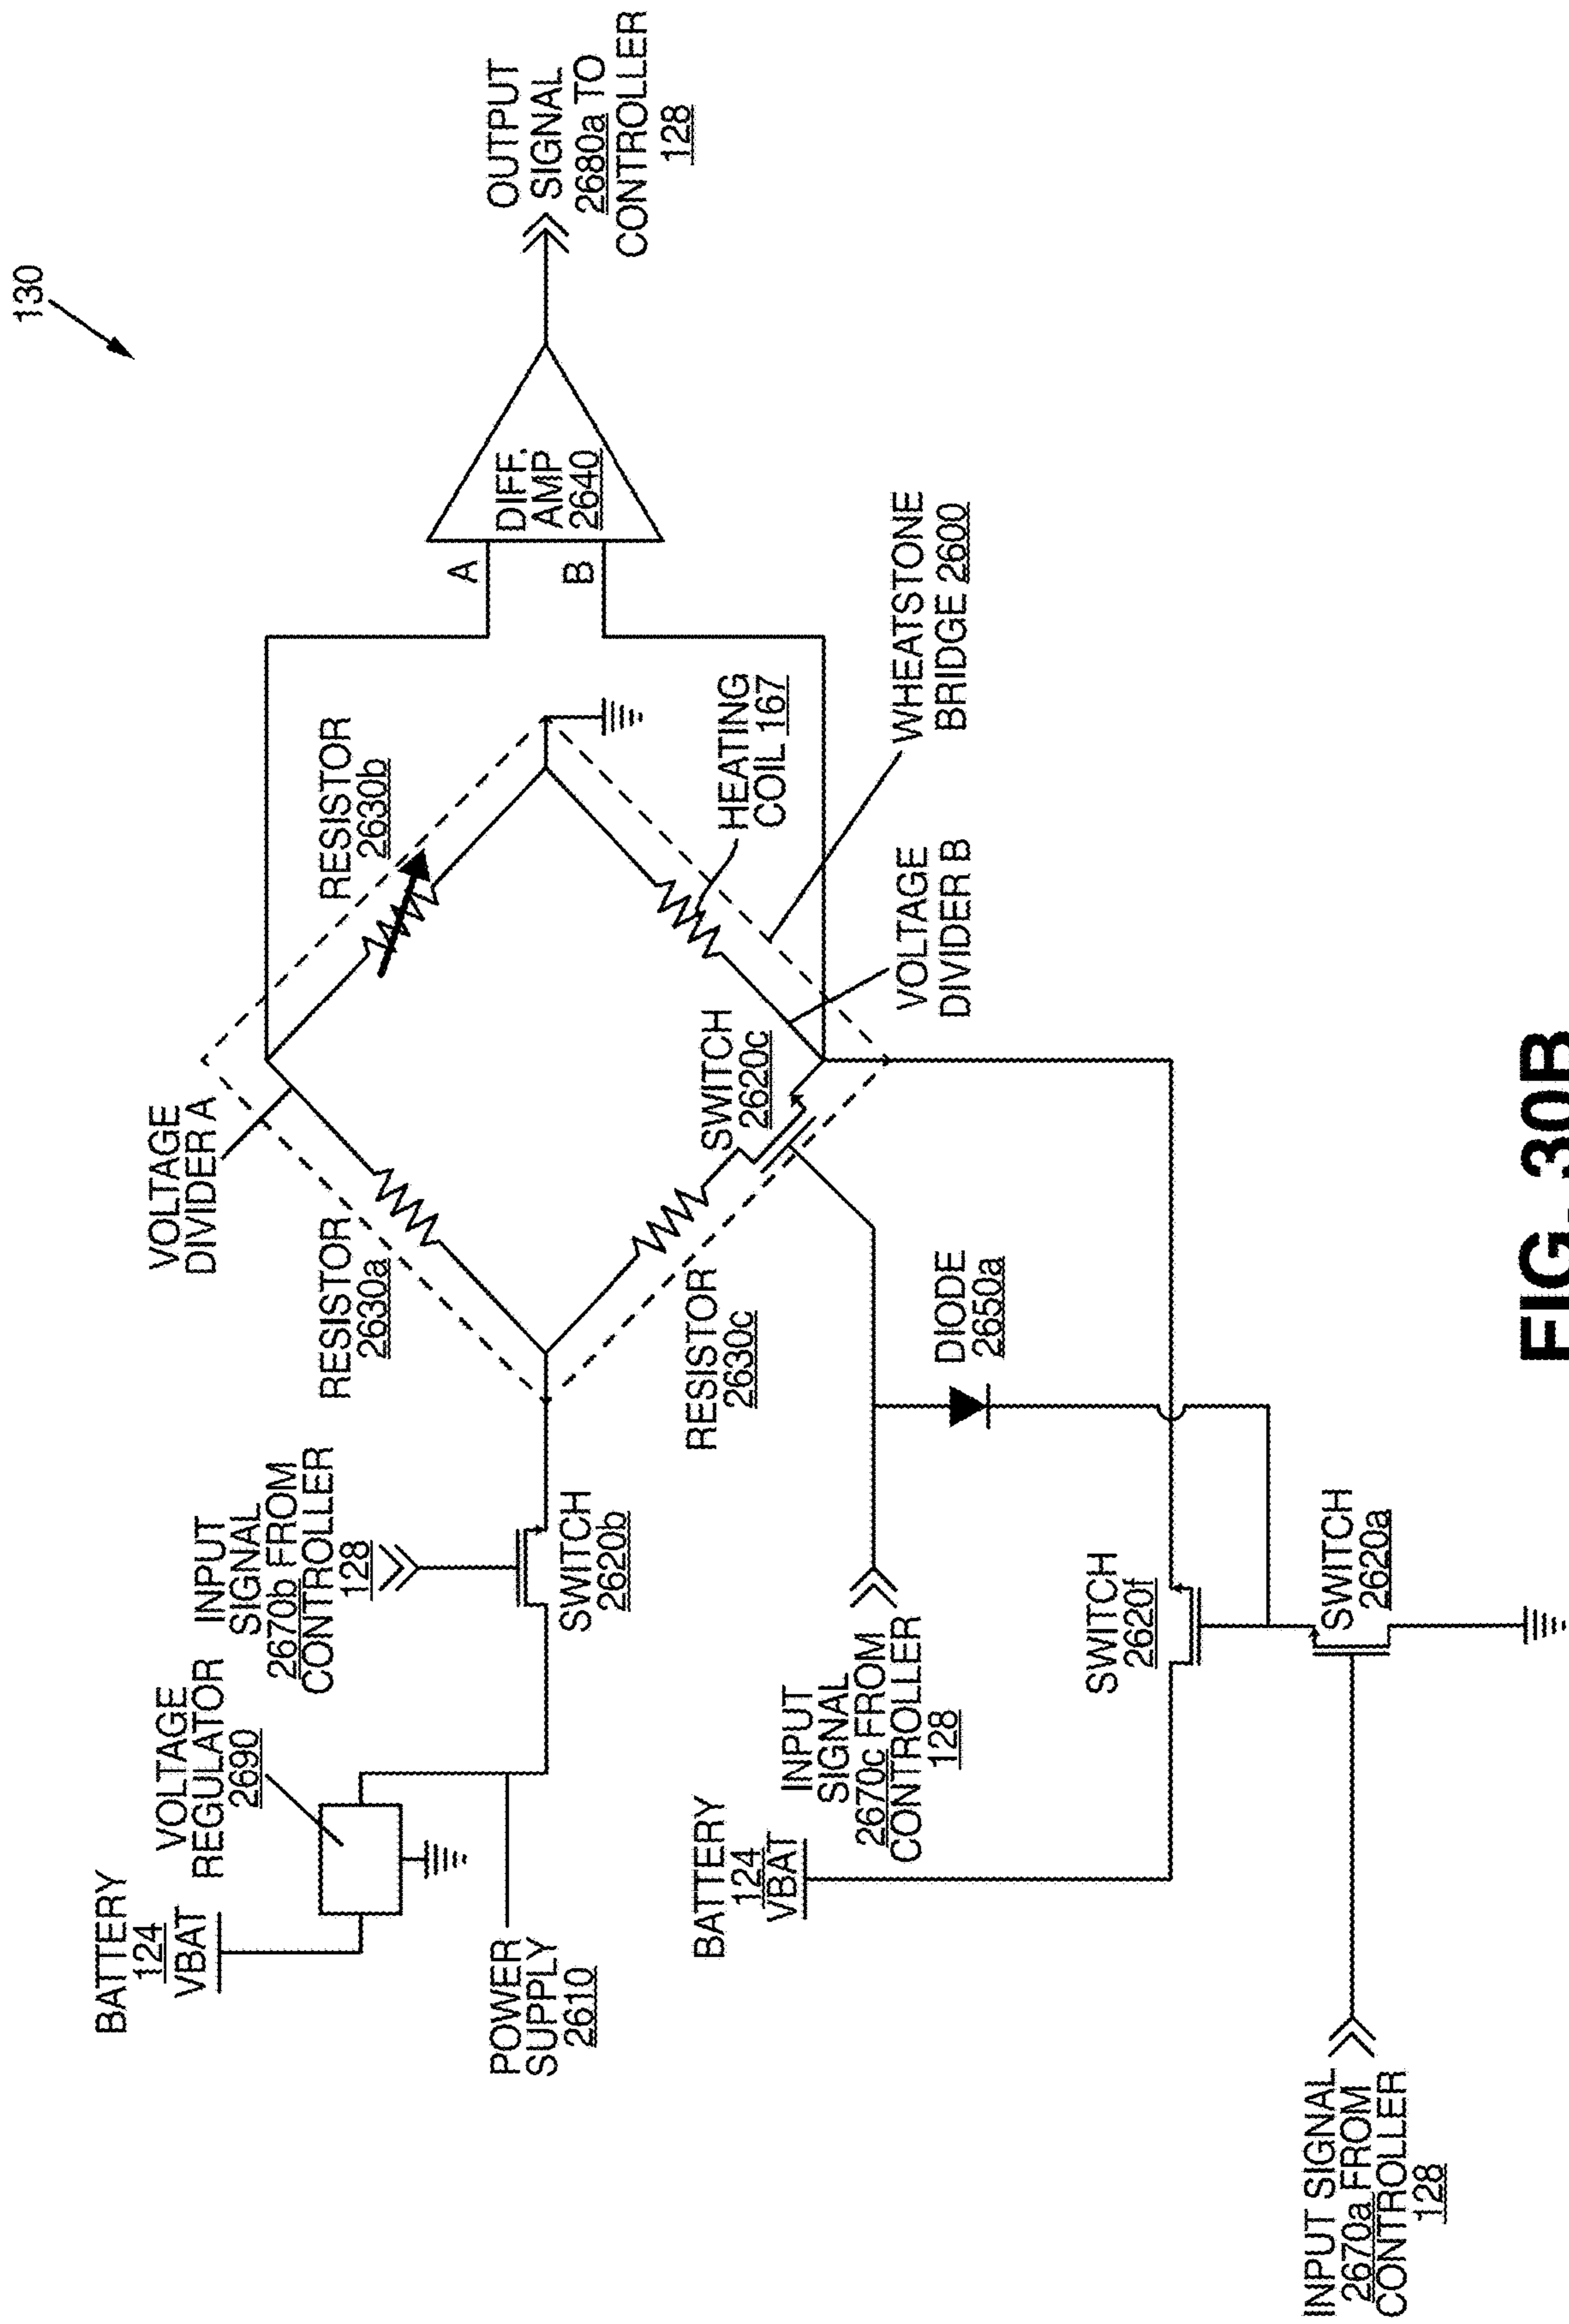 130
OUTPUT
SIGNAL
2680a TO
CONTROLLER
128
DIFF.
AMP
2640
A
B
WHEATSTONE
BRIDGE 2600
HEATING
COIL 167
RESISTOR
2630b
VOLTAGE
DIVIDER B
VOLTAGE
DIVIDER A
SWITCH
2620c
RESISTOR
2630a
RESISTOR
2630c
DIODE
2650a
INPUT
SIGNAL
2670b FROM
CONTROLLER
128
SWITCH
2620b
VOLTAGE
REGULATOR
2690
BATTERY
124
VBAT
POWER
SUPPLY
2610
INPUT
SIGNAL
2670c FROM
CONTROLLER
128
BATTERY
124
VBAT
SWITCH
2620f
SWITCH
2620a
INPUT SIGNAL
2670a FROM
CONTROLLER
128
FIG. 30B